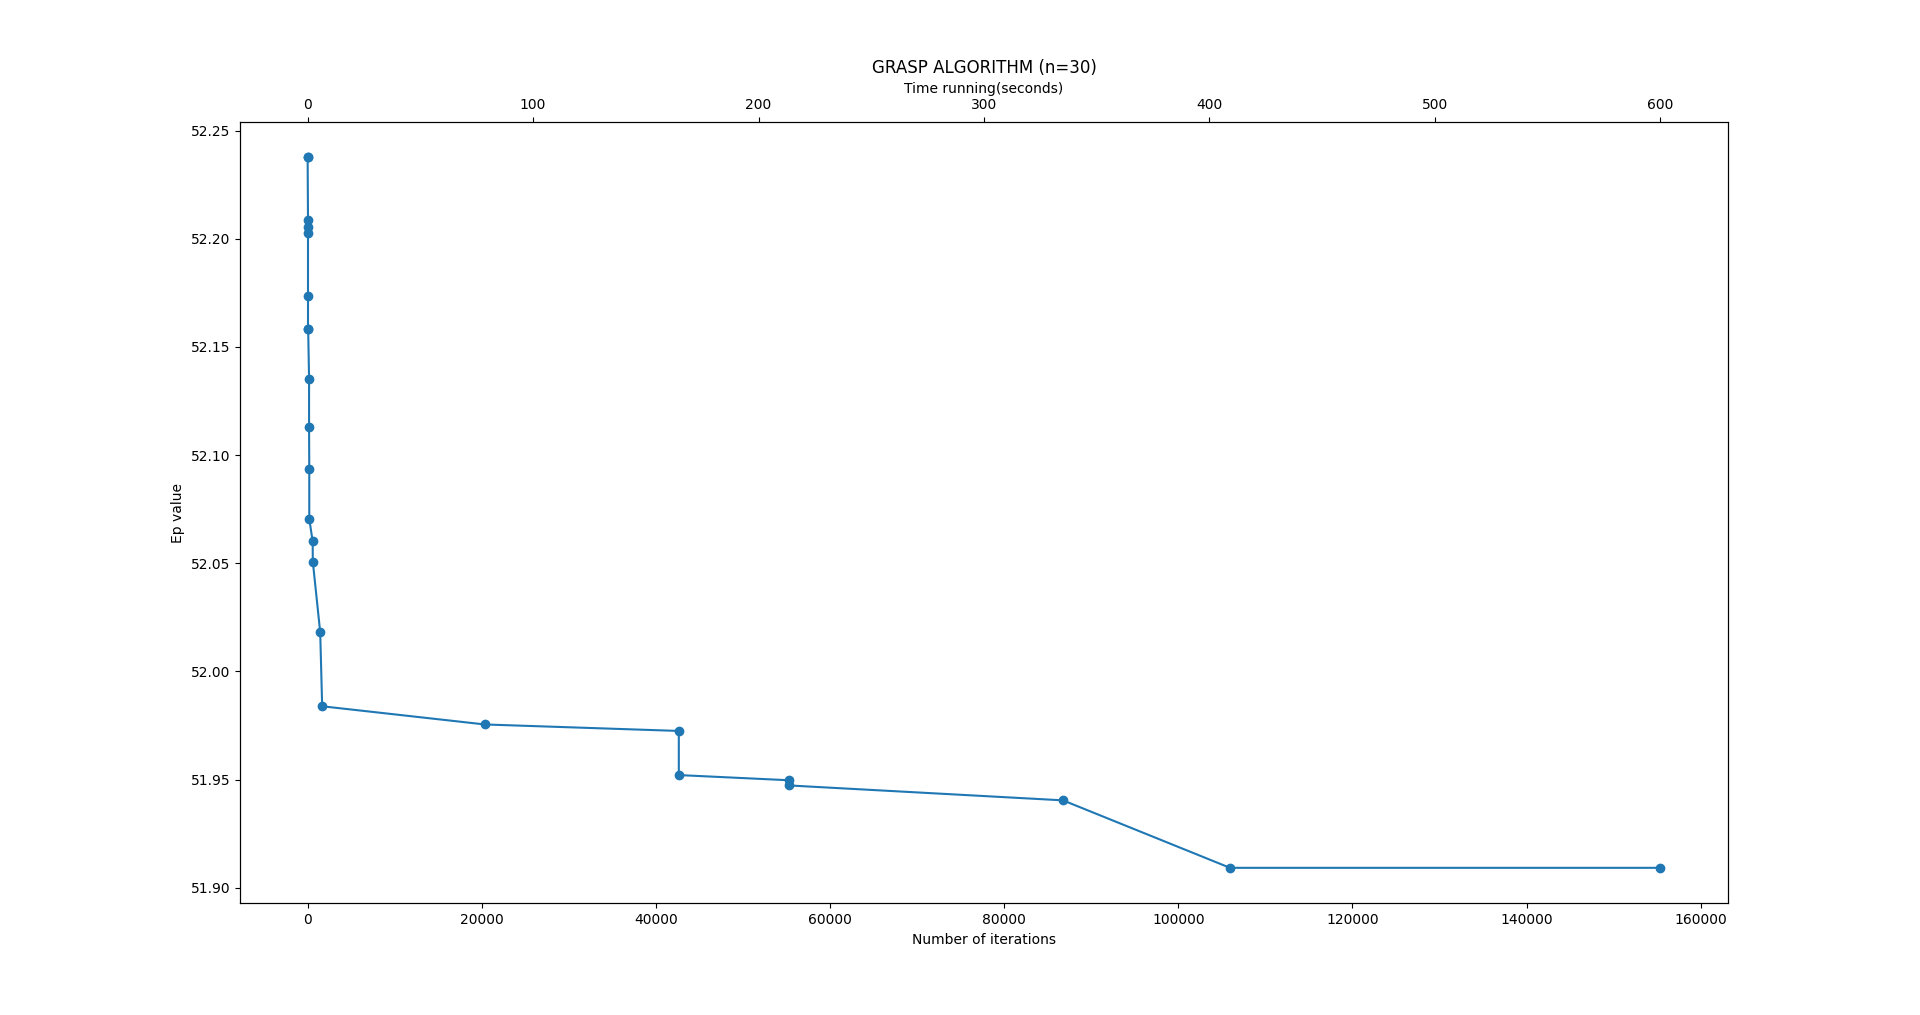 GRASP ALGORITHM (n=30)
Time running(seconds)
0 100 200 300 400 500 600
52.25
52.20
52.15
52.10
52.05
52.00
51.95
51.90
Ep value
0 20000 40000 60000 80000 100000 120000 140000 160000
Number of iterations